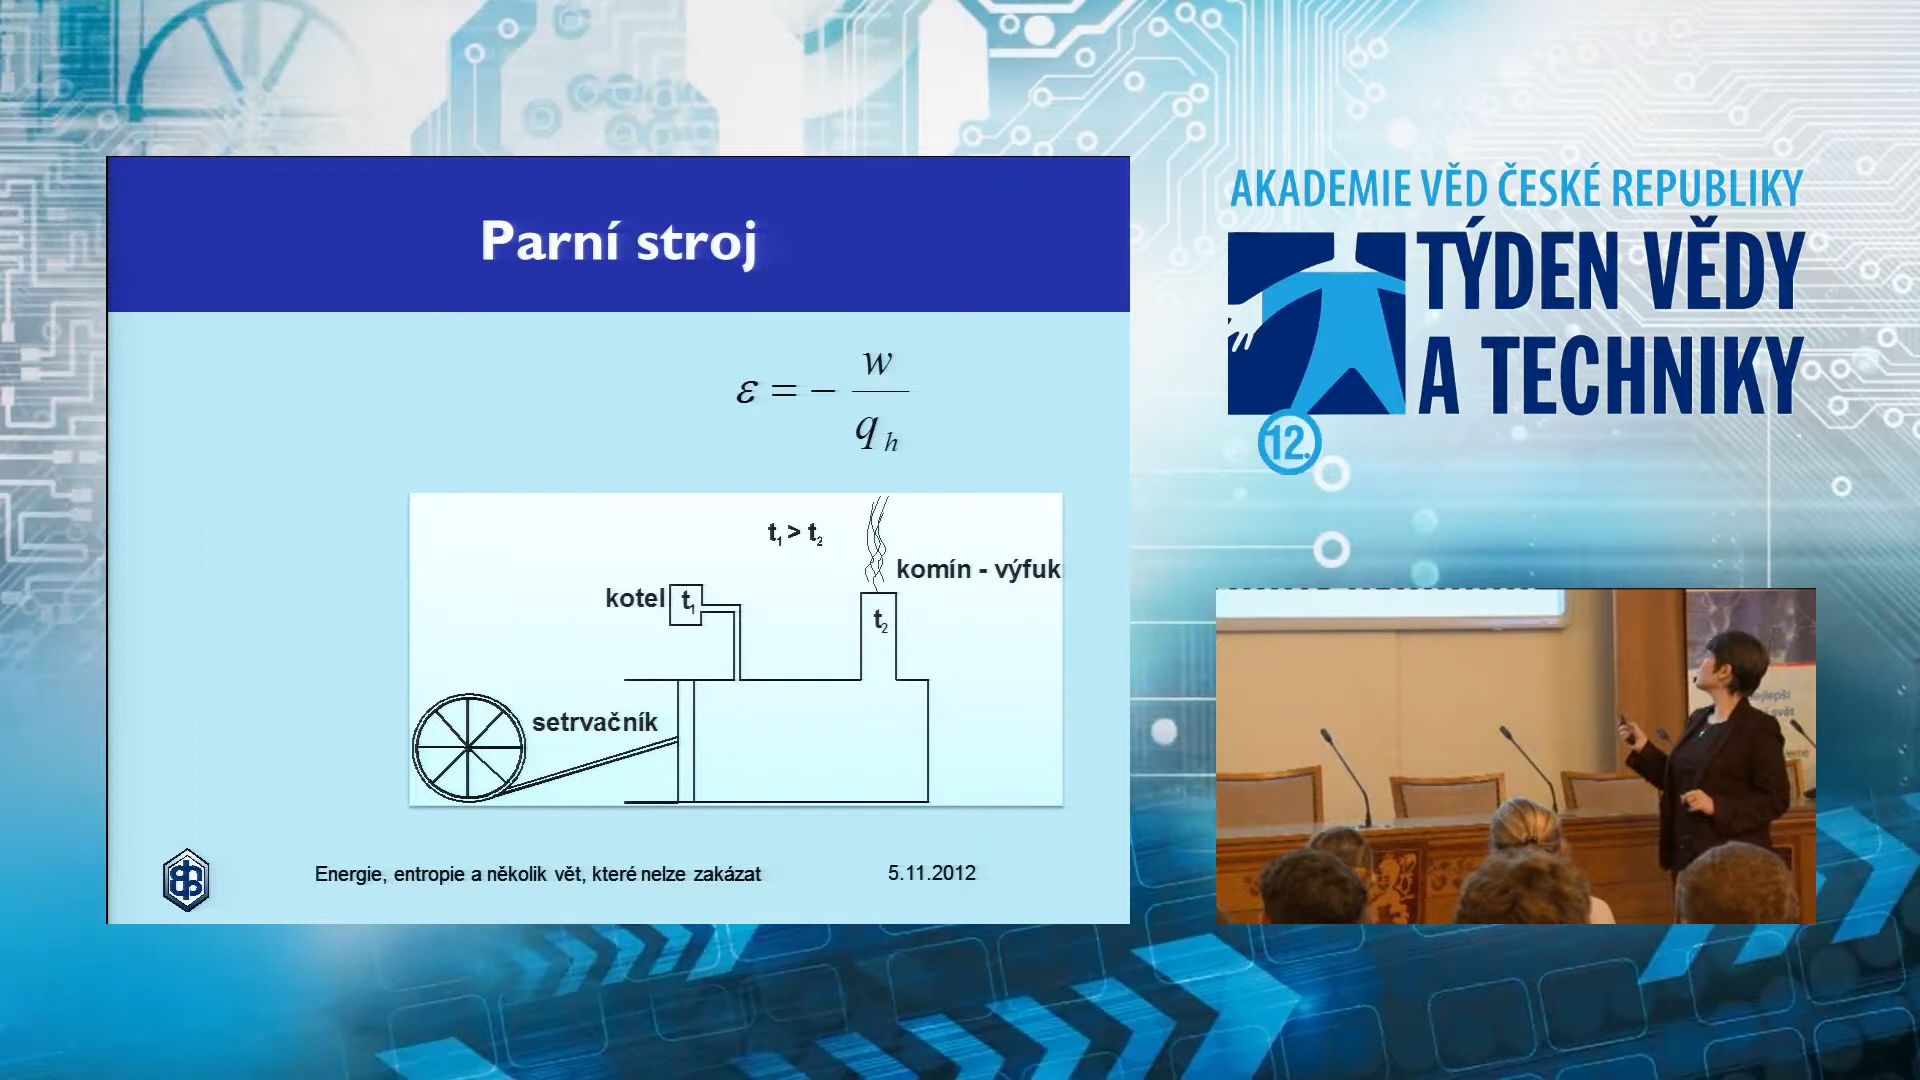 Parní stroj
ε = − w / q h
t1 > t2
komín - výfuk
kotel
t1
t2
setrvačník
Energie, entropie a několik vět, které nelze zakázat
5.11.2012
AKADEMIE VĚD ČESKÉ REPUBLIKY
TÝDEN VĚDY
A TECHNIKY
12.